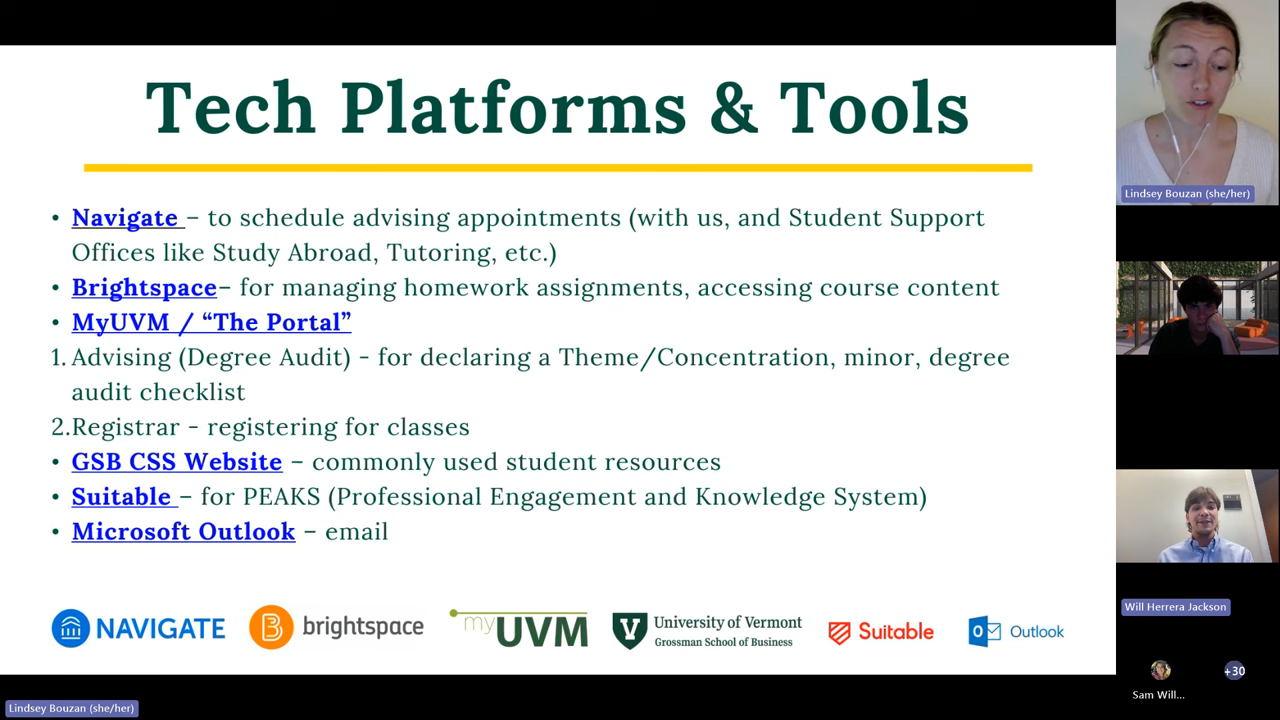 Tech Platforms & Tools
• Navigate – to schedule advising appointments (with us, and Student Support
Offices like Study Abroad, Tutoring, etc.)
• Brightspace– for managing homework assignments, accessing course content
• MyUVM / “The Portal”
1. Advising (Degree Audit) - for declaring a Theme/Concentration, minor, degree
audit checklist
2.Registrar - registering for classes
• GSB CSS Website – commonly used student resources
• Suitable – for PEAKS (Professional Engagement and Knowledge System)
• Microsoft Outlook – email
NAVIGATE
B brightspace
myUVM
V University of Vermont
Grossman School of Business
Suitable
O Outlook
Lindsey Bouzan (she/her)
Will Herrera Jackson
+30
Sam Will...
Lindsey Bouzan (she/her)